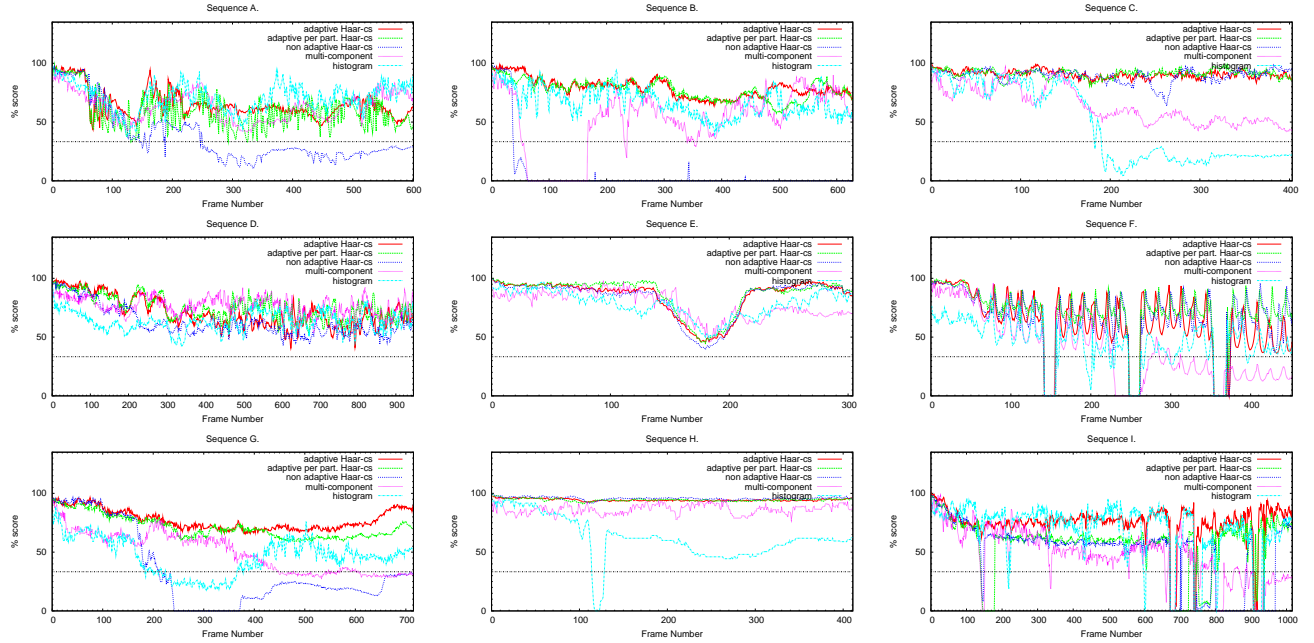 Sequence A.
adaptive Haar-cs
adaptive per part. Haar-cs
non adaptive Haar-cs
multi-component
histogram
% score
100
50
0
0 100 200 300 400 500 600
Frame Number
Sequence B.
adaptive Haar-cs
adaptive per part. Haar-cs
non adaptive Haar-cs
multi-component
histogram
% score
100
50
0
0 100 200 300 400 500 600
Frame Number
Sequence C.
adaptive Haar-cs
adaptive per part. Haar-cs
non adaptive Haar-cs
multi-component
histogram
% score
100
50
0
0 100 200 300 400
Frame Number
Sequence D.
adaptive Haar-cs
adaptive per part. Haar-cs
non adaptive Haar-cs
multi-component
histogram
% score
100
50
0
0 100 200 300 400 500 600 700 800 900
Frame Number
Sequence E.
adaptive Haar-cs
adaptive per part. Haar-cs
non adaptive Haar-cs
multi-component
histogram
% score
100
50
0
0 100 200 300
Frame Number
Sequence F.
adaptive Haar-cs
adaptive per part. Haar-cs
non adaptive Haar-cs
multi-component
histogram
% score
100
50
0
0 100 200 300 400
Frame Number
Sequence G.
adaptive Haar-cs
adaptive per part. Haar-cs
non adaptive Haar-cs
multi-component
histogram
% score
100
50
0
0 100 200 300 400 500 600 700
Frame Number
Sequence H.
adaptive Haar-cs
adaptive per part. Haar-cs
non adaptive Haar-cs
multi-component
histogram
% score
100
50
0
0 100 200 300 400
Frame Number
Sequence I.
adaptive Haar-cs
adaptive per part. Haar-cs
non adaptive Haar-cs
multi-component
histogram
% score
100
50
0
0 100 200 300 400 500 600 700 800 900 1000
Frame Number